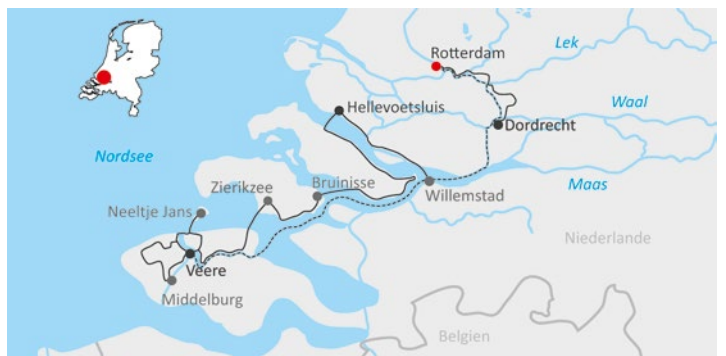 Rotterdam
Lek
Hellevoetsluis
Waal
Dordrecht
Nordsee
Zierikzee
Bruinisse
Willemstad
Maas
Neeltje Jans
Niederlande
Veere
Middelburg
Belgien